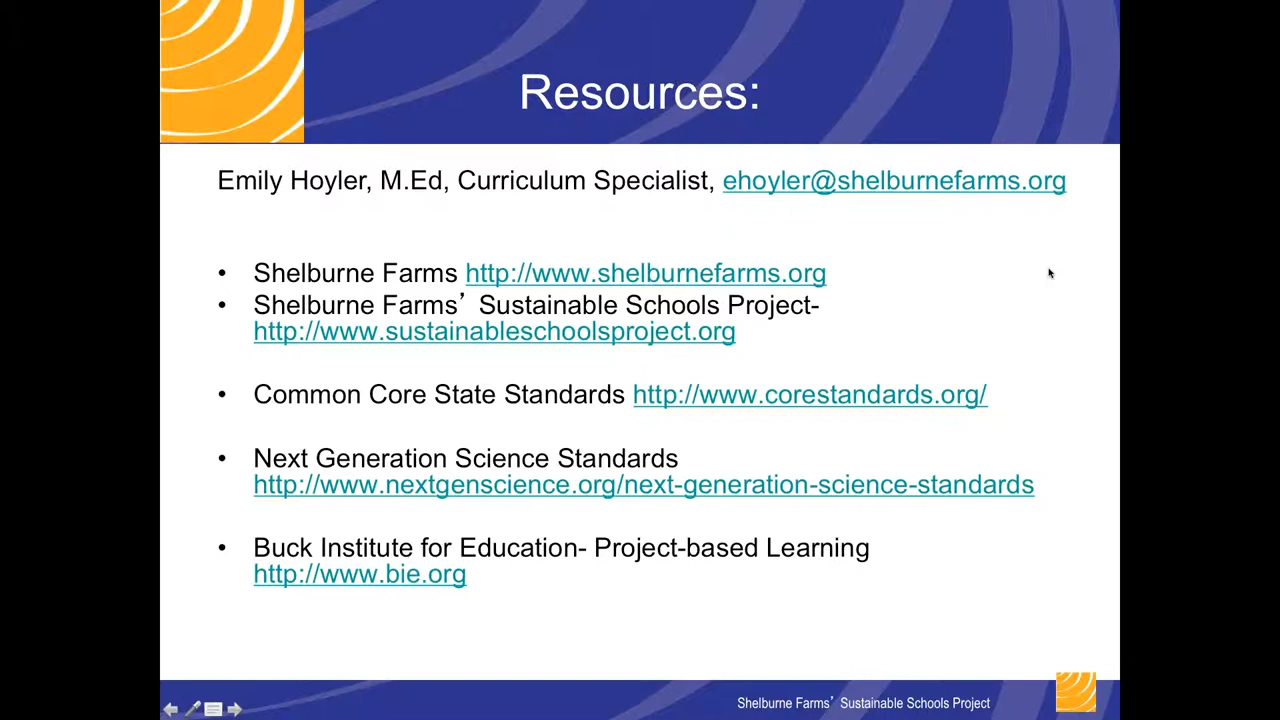 Resources:
Emily Hoyler, M.Ed, Curriculum Specialist, ehoyler@shelburnefarms.org
• Shelburne Farms http://www.shelburnefarms.org
• Shelburne Farms’ Sustainable Schools Project-
http://www.sustainableschoolsproject.org
• Common Core State Standards http://www.corestandards.org/
• Next Generation Science Standards
http://www.nextgenscience.org/next-generation-science-standards
• Buck Institute for Education- Project-based Learning
http://www.bie.org
Shelburne Farms’ Sustainable Schools Project